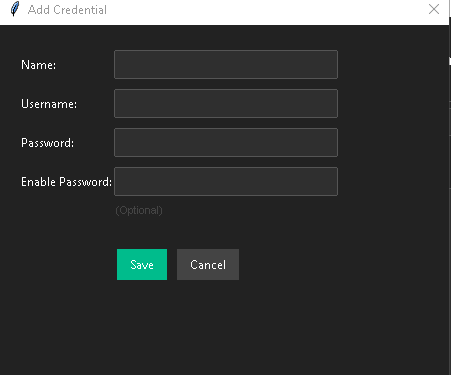 Add Credential
Name:
Username:
Password:
Enable Password:
(Optional)
Save Cancel